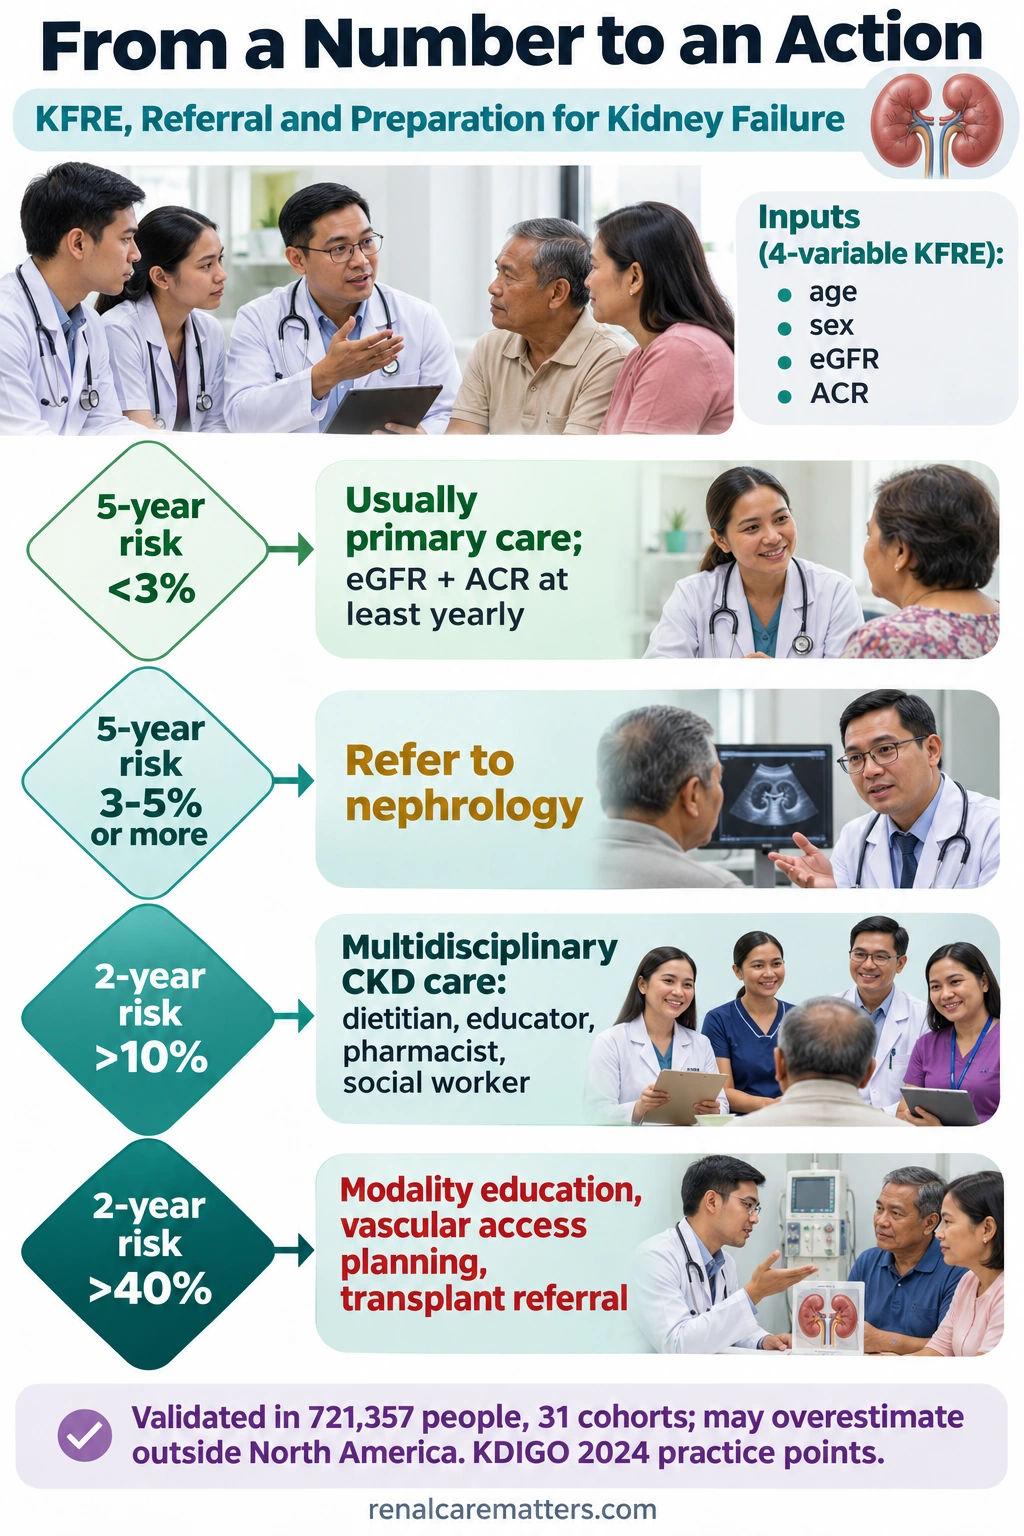 From a Number to an Action
KFRE, Referral and Preparation for Kidney Failure
Inputs
(4-variable KFRE):
• age
• sex
• eGFR
• ACR
5-year
risk
<3%
Usually
primary care;
eGFR + ACR at
least yearly
5-year
risk
3-5%
or more
Refer to
nephrology
2-year
risk
>10%
Multidisciplinary
CKD care:
dietitian, educator,
pharmacist,
social worker
2-year
risk
>40%
Modality education,
vascular access
planning,
transplant referral
Validated in 721,357 people, 31 cohorts; may overestimate
outside North America. KDIGO 2024 practice points.
renalcarematters.com